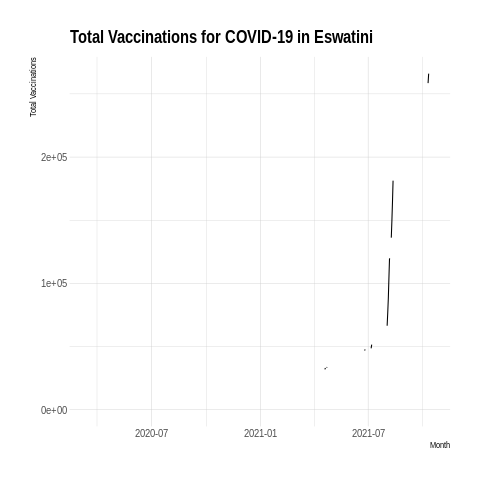 Total Vaccinations for COVID-19 in Eswatini
Total Vaccinations
2e+05
1e+05
0e+00
2020-07 2021-01 2021-07
Month